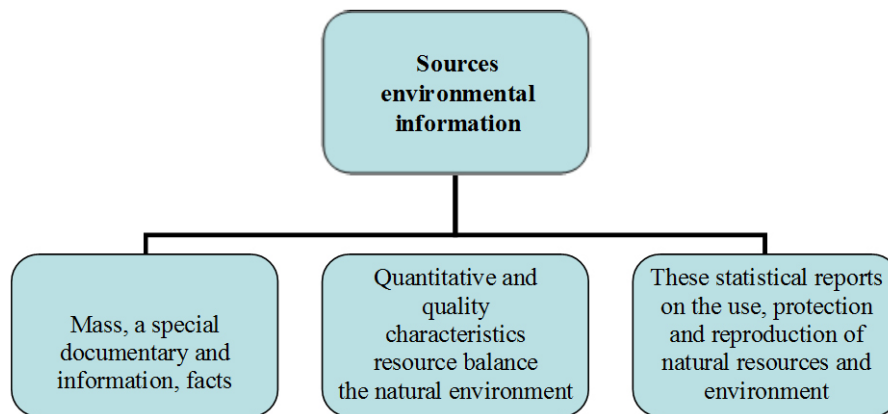 Sources
environmental
information
Mass, a special
documentary and
information, facts
Quantitative and
quality
characteristics
resource balance
the natural environment
These statistical reports
on the use, protection
and reproduction of
natural resources and
environment